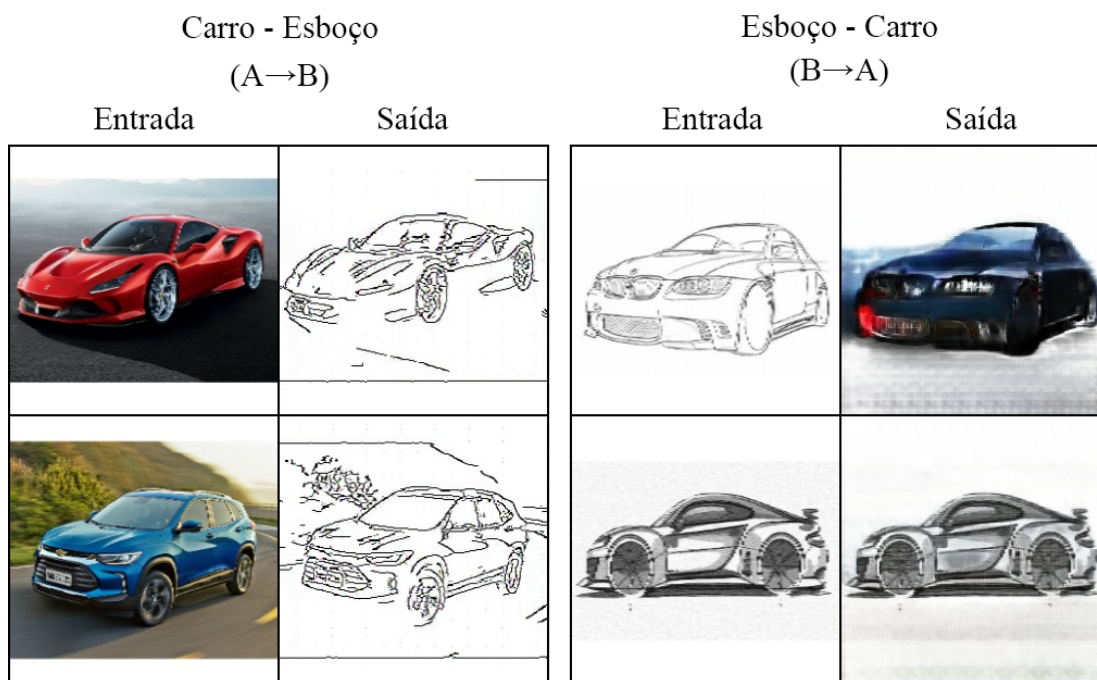 Carro - Esboço
(A→B)
Entrada Saída
Esboço - Carro
(B→A)
Entrada Saída